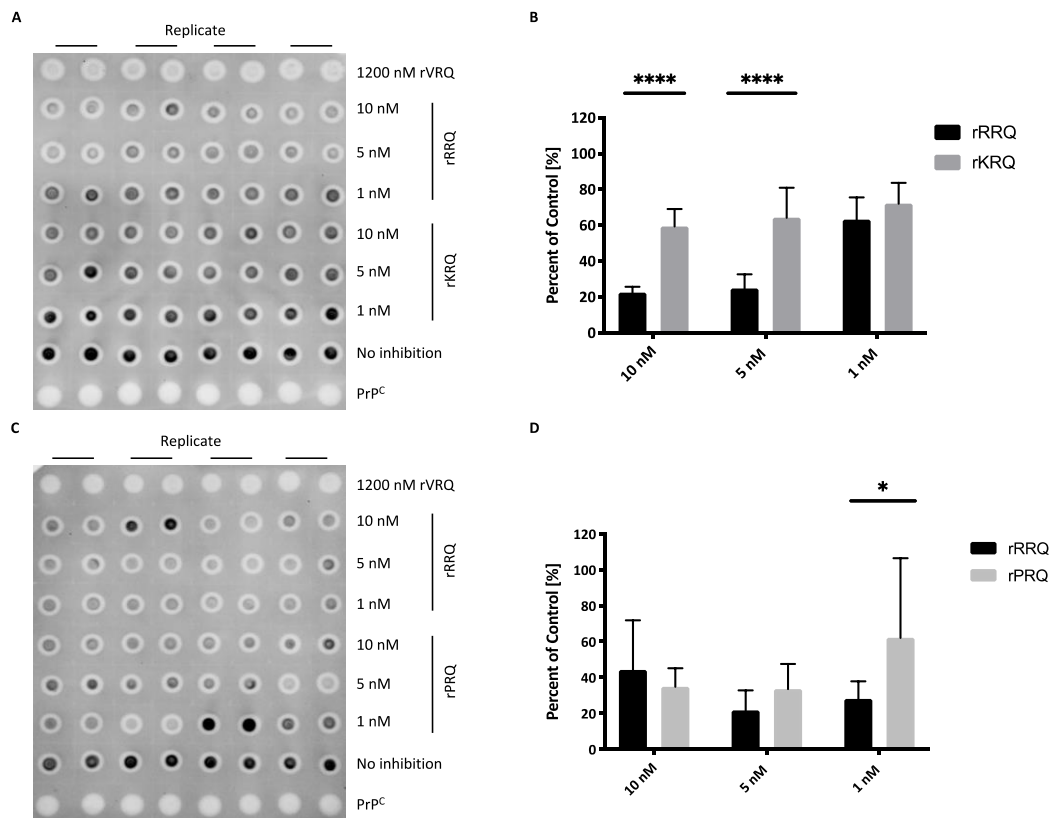 A
Replicate
1200 nM rVRQ
10 nM
5 nM
1 nM
rRRQ
10 nM
5 nM
1 nM
rKRQ
No inhibition
PrPᶜ
B
****
****
Percent of Control [%]
120
100
80
60
40
20
0
10 nM
5 nM
1 nM
rRRQ
rKRQ
C
Replicate
1200 nM rVRQ
10 nM
5 nM
1 nM
rRRQ
10 nM
5 nM
1 nM
rPRQ
No inhibition
PrPᶜ
D
*
Percent of Control [%]
120
100
80
60
40
20
0
10 nM
5 nM
1 nM
rRRQ
rPRQ